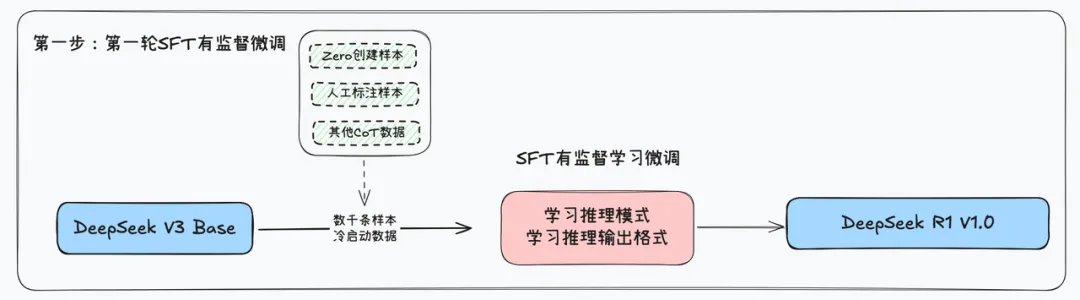 第一步：第一轮SFT有监督微调
Zero创建样本
人工标注样本
其他CoT数据
SFT有监督学习微调
DeepSeek V3 Base
数千条样本
冷启动数据
学习推理模式
学习推理输出格式
DeepSeek R1 V1.0